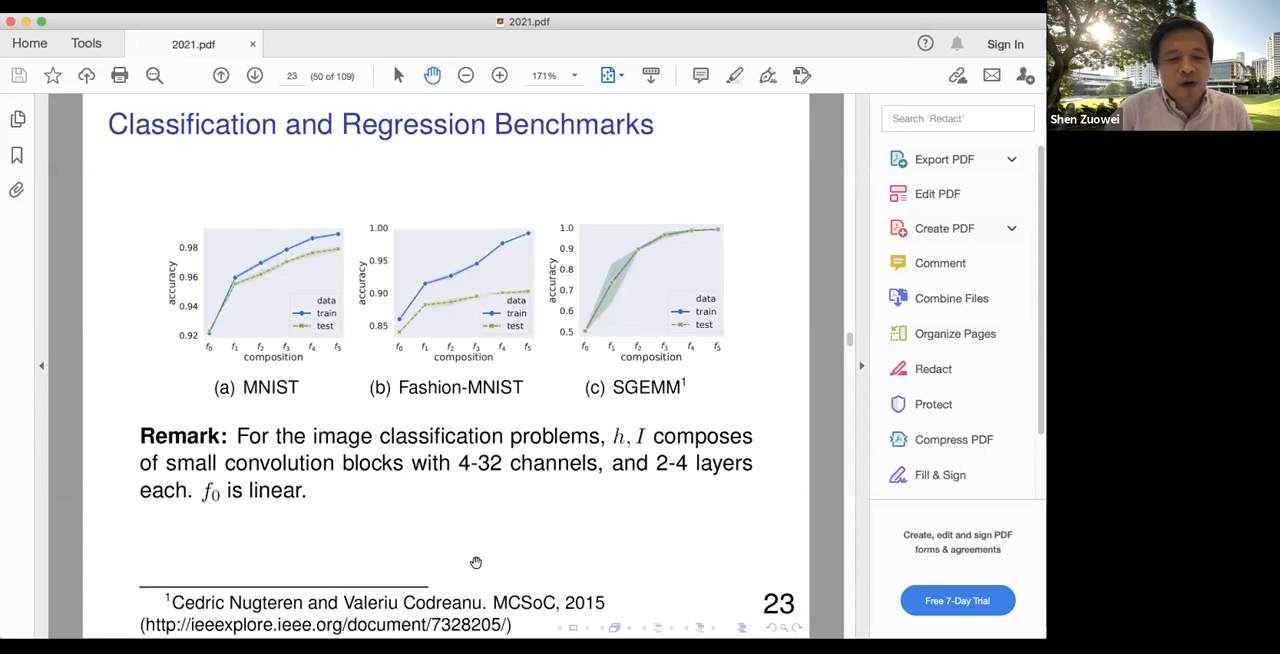 2021.pdf
Home
Tools
2021.pdf
×
Sign In
23
(50 of 109)
171%
Shen Zuowei
Classification and Regression Benchmarks
0.98
0.96
0.94
0.92
accuracy
data
train
test
f0 f1 f2 f3 f4 f5
composition
1.00
0.95
0.90
0.85
accuracy
data
train
test
f0 f1 f2 f3 f4 f5
composition
1.0
0.9
0.8
0.7
0.6
0.5
accuracy
data
train
test
f0 f1 f2 f3 f4 f5
composition
(a) MNIST
(b) Fashion-MNIST
(c) SGEMM¹
Remark: For the image classification problems, h, I composes
of small convolution blocks with 4-32 channels, and 2-4 layers
each. f₀ is linear.
¹Cedric Nugteren and Valeriu Codreanu. MCSoC, 2015
(http://ieeexplore.ieee.org/document/7328205/)
23
Search 'Redact'
Export PDF
Edit PDF
Create PDF
Comment
Combine Files
Organize Pages
Redact
Protect
Compress PDF
Fill & Sign
Create, edit and sign PDF
forms & agreements
Free 7-Day Trial